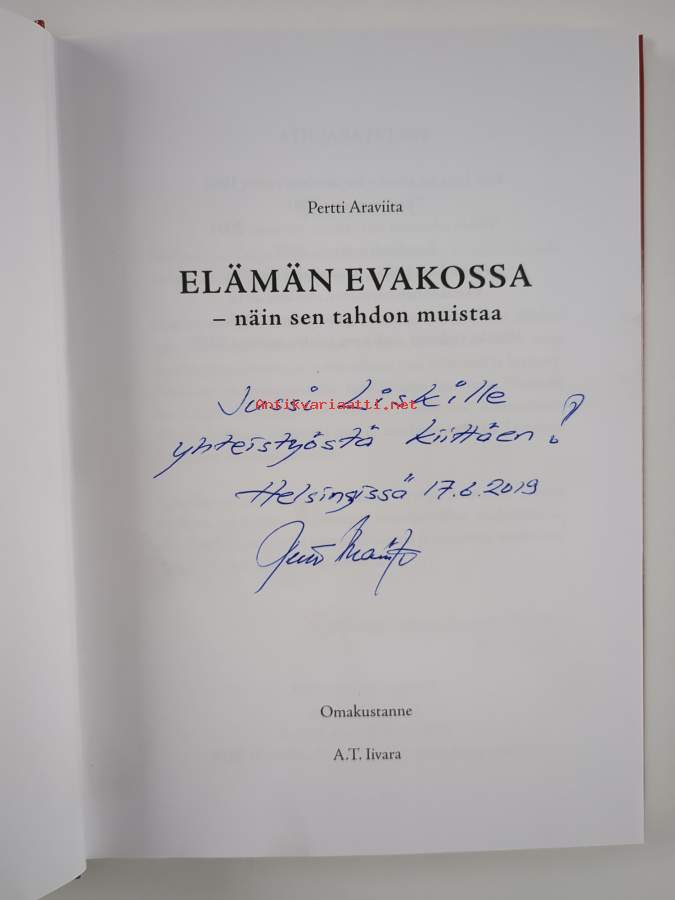 Pertti Araviita
ELÄMÄN EVAKOSSA
– näin sen tahdon muistaa
Jussi Liskille
Antikvariaatti.net
yhteistyöstä kiittäen!
Helsingissä 17.6.2019
Omakustanne
A.T. Iivara